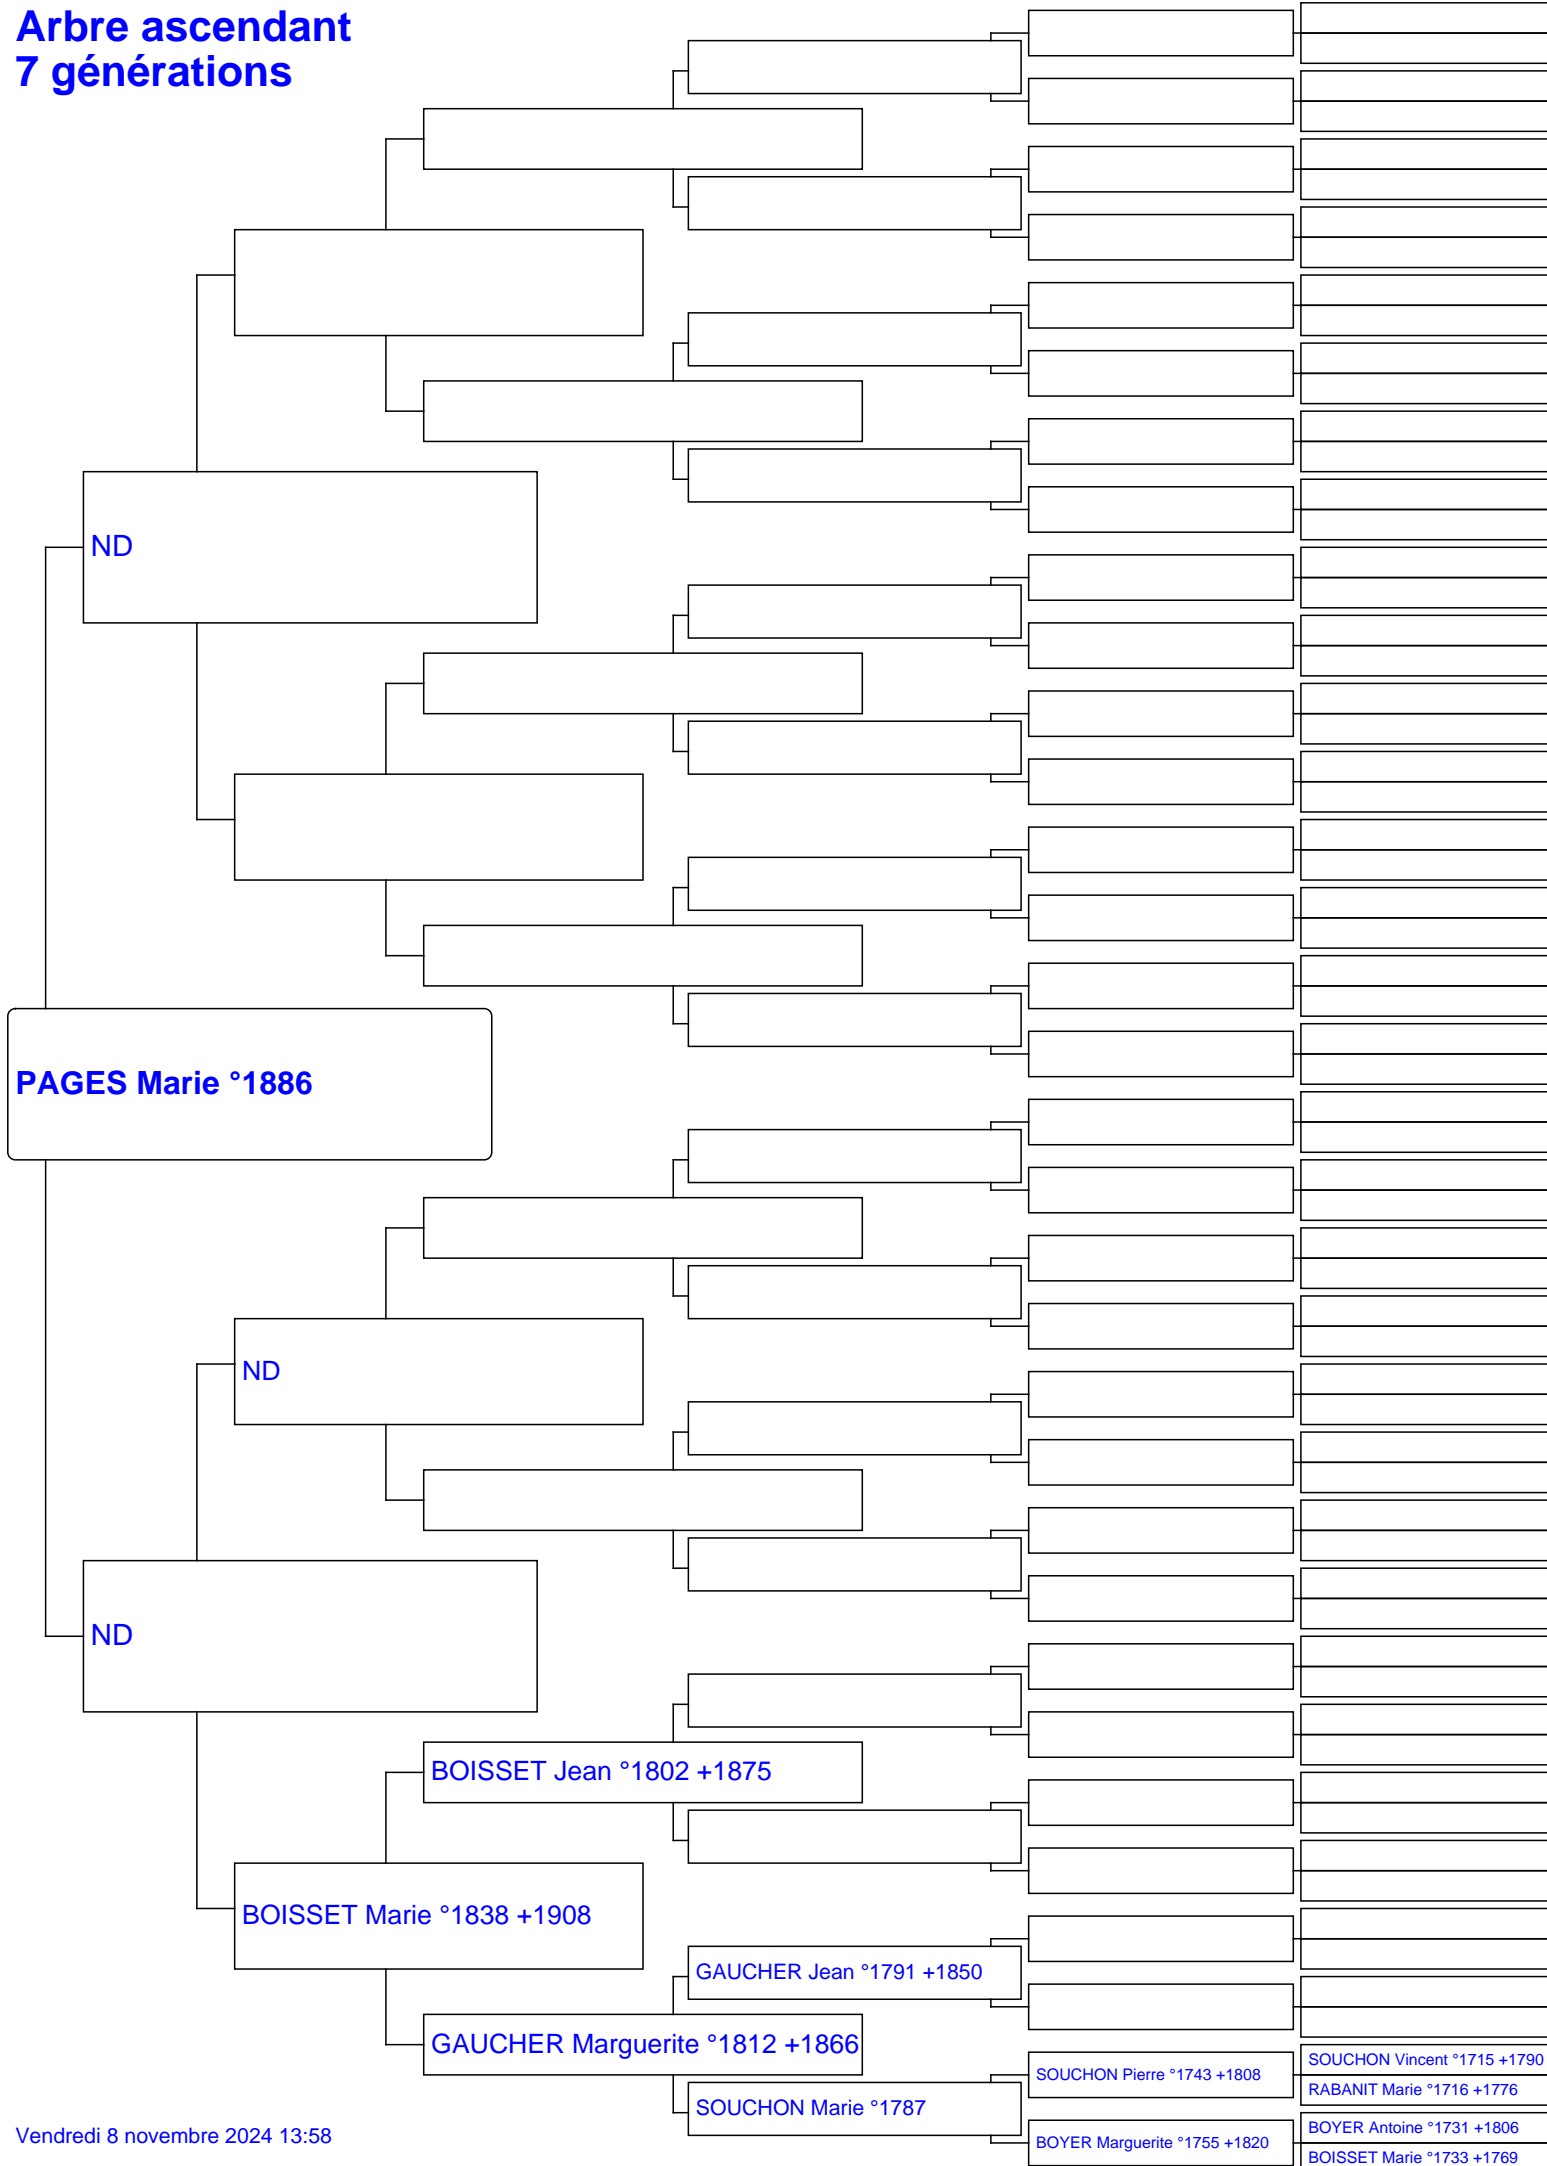 Arbre ascendant
7 générations
ND
PAGES Marie °1886
ND
ND
BOISSET Jean °1802 +1875
BOISSET Marie °1838 +1908
GAUCHER Jean °1791 +1850
GAUCHER Marguerite °1812 +1866
SOUCHON Pierre °1743 +1808
SOUCHON Vincent °1715 +1790
RABANIT Marie °1716 +1776
SOUCHON Marie °1787
BOYER Marguerite °1755 +1820
BOYER Antoine °1731 +1806
BOISSET Marie °1733 +1769
Vendredi 8 novembre 2024 13:58